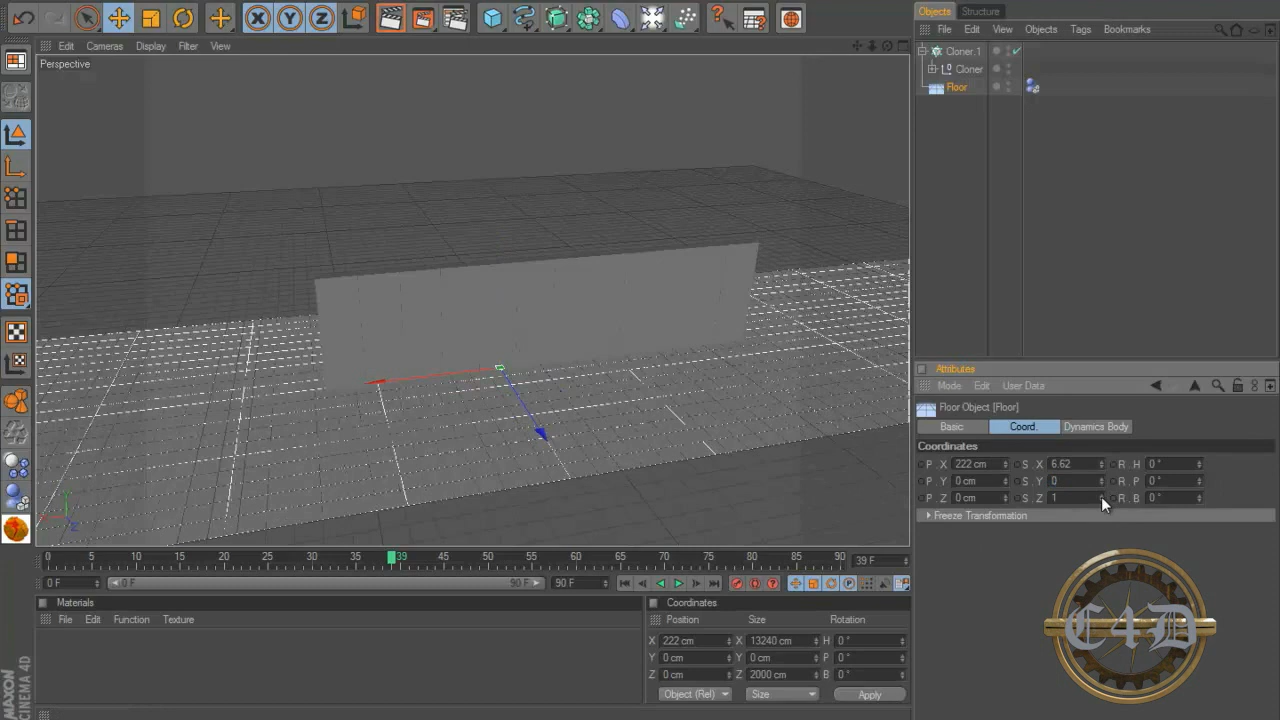 Objects Structure
File Edit View Objects Tags Bookmarks
Edit Cameras Display Filter View
Perspective
Cloner.1
Cloner
Floor
Attributes
Mode Edit User Data
Floor Object [Floor]
Basic Coord. Dynamics Body
Coordinates
P . X 222 cm S . X 6.62 R . H 0 °
P . Y 0 cm S . Y 0 R . P 0 °
P . Z 0 cm S . Z 1 R . B 0 °
Freeze Transformation
0 5 10 15 20 25 30 35 39 45 50 55 60 65 70 75 80 85 90 39 F
0 F 0 F 90 F 90 F
Materials
File Edit Function Texture
Coordinates
Position Size Rotation
X 222 cm X 13240 cm H 0 °
Y 0 cm Y 0 cm P 0 °
Z 0 cm Z 2000 cm B 0 °
Object (Rel) Size Apply
C4D
MAXON
CINEMA 4D
X Y Z